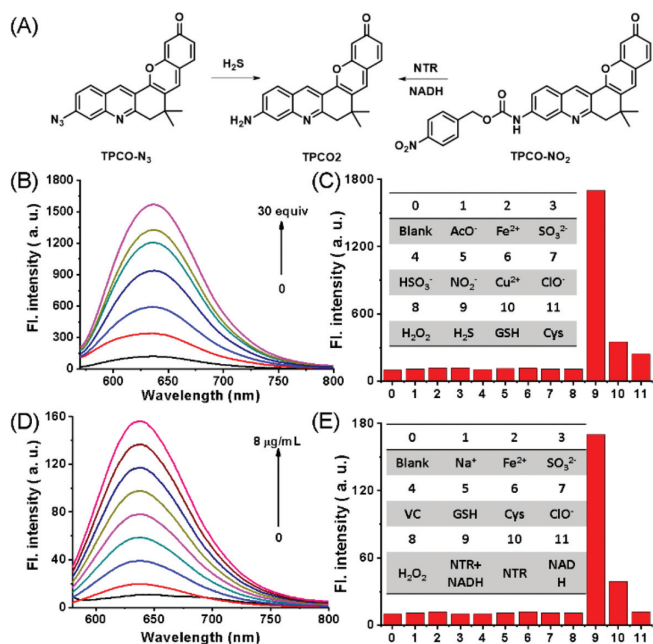 (A)
O
O
O
H₂S
NTR
NADH
O
O
O
N₃
N
H₂N
N
O₂N
O
O
N
H
N
TPCO-N₃
TPCO2
TPCO-NO₂
(B)
Fl. intensity ( a. u. )
1800
1500
1200
900
600
300
0
30 equiv
0
600
650
700
750
800
Wavelength (nm)
(C)
Fl. intensity ( a. u. )
1800
1200
600
0
0 1 2 3
Blank AcO⁻ Fe²⁺ SO₃²⁻
4 5 6 7
HSO₃⁻ NO₂⁻ Cu²⁺ ClO⁻
8 9 10 11
H₂O₂ H₂S GSH Cys
0 1 2 3 4 5 6 7 8 9 10 11
(D)
Fl. intensity ( a. u. )
160
120
80
40
0
8 μg/mL
0
600
650
700
750
800
Wavelength (nm)
(E)
Fl. intensity ( a. u. )
180
120
60
0
0 1 2 3
Blank Na⁺ Fe²⁺ SO₃²⁻
4 5 6 7
VC GSH Cys ClO⁻
8 9 10 11
H₂O₂ NTR+
NADH NTR NAD
H
0 1 2 3 4 5 6 7 8 9 10 11